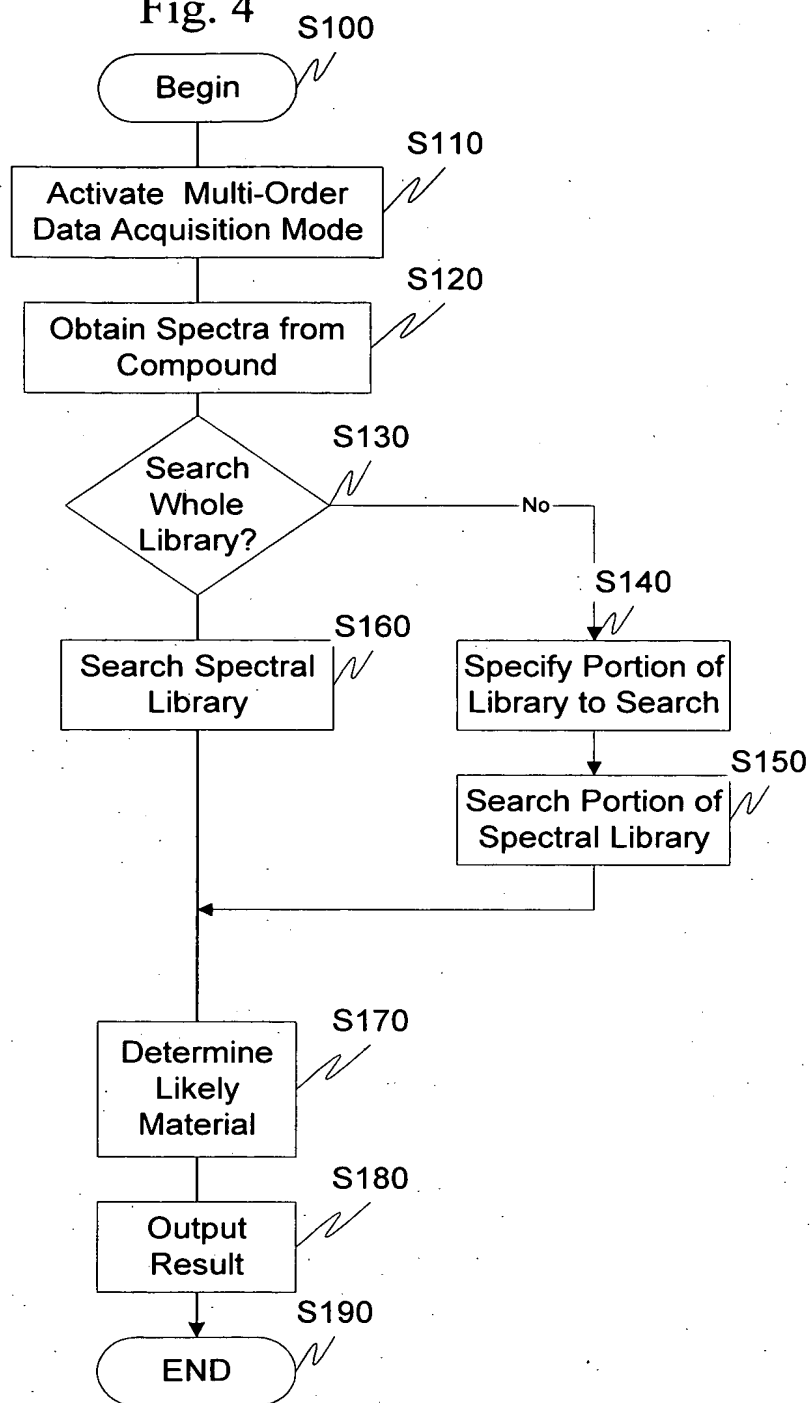 Fig. 4
S100
Begin
S110
Activate Multi-Order
Data Acquisition Mode
S120
Obtain Spectra from
Compound
S130
Search
Whole
Library?
No
S140
S160
Search Spectral
Library
Specify Portion of
Library to Search
S150
Search Portion of
Spectral Library
S170
Determine
Likely
Material
S180
Output
Result
S190
END